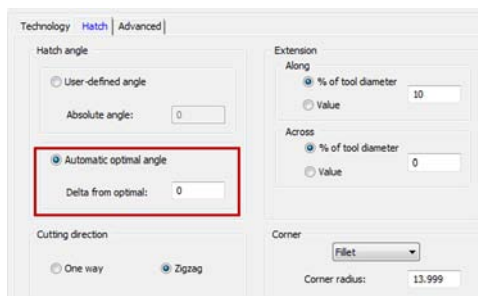 Technology Hatch Advanced
Hatch angle
User-defined angle
Absolute angle: 0
Automatic optimal angle
Delta from optimal: 0
Cutting direction
One way Zigzag
Extension
Along
% of tool diameter
10
Value
Across
% of tool diameter
0
Value
Corner
Fillet
Corner radius: 13.999